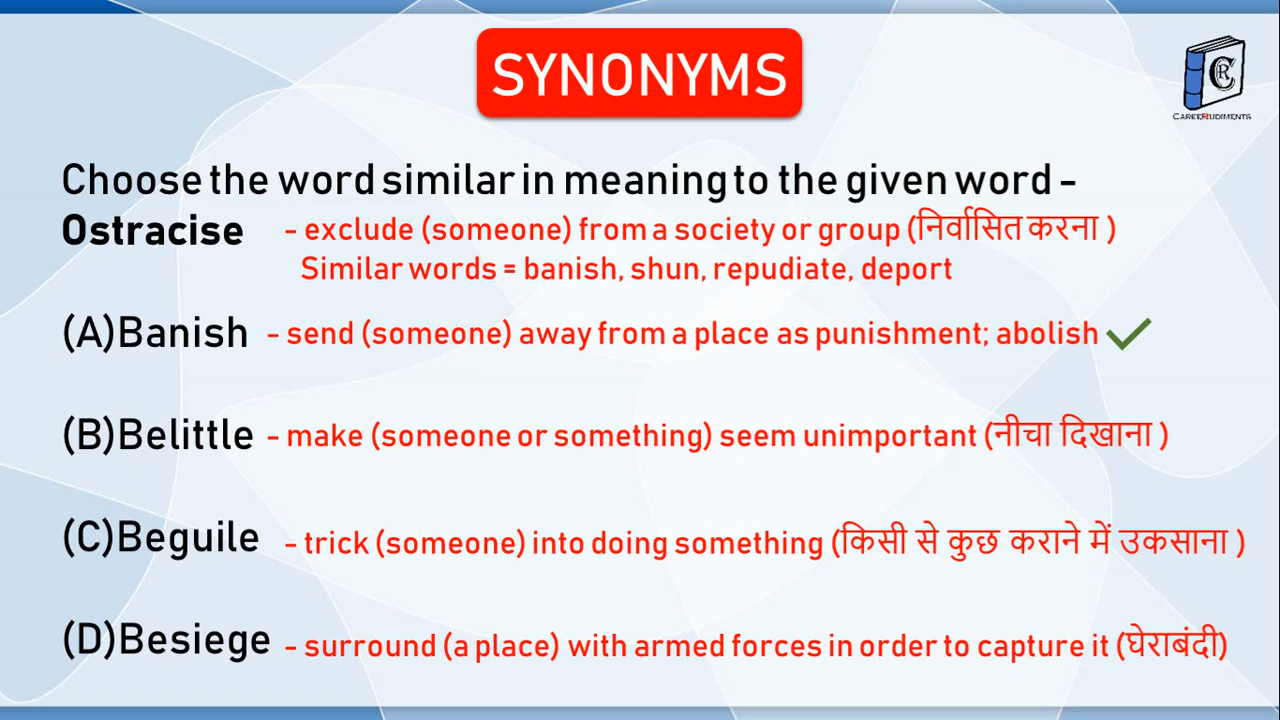 SYNONYMS
CR
CAREERUDIMENTS
Choose the word similar in meaning to the given word –
Ostracise - exclude (someone) from a society or group (निर्वासित करना )
Similar words = banish, shun, repudiate, deport
(A)Banish - send (someone) away from a place as punishment; abolish
(B)Belittle - make (someone or something) seem unimportant (नीचा दिखाना )
(C)Beguile - trick (someone) into doing something (किसी से कुछ कराने में उकसाना )
(D)Besiege - surround (a place) with armed forces in order to capture it (घेराबंदी)